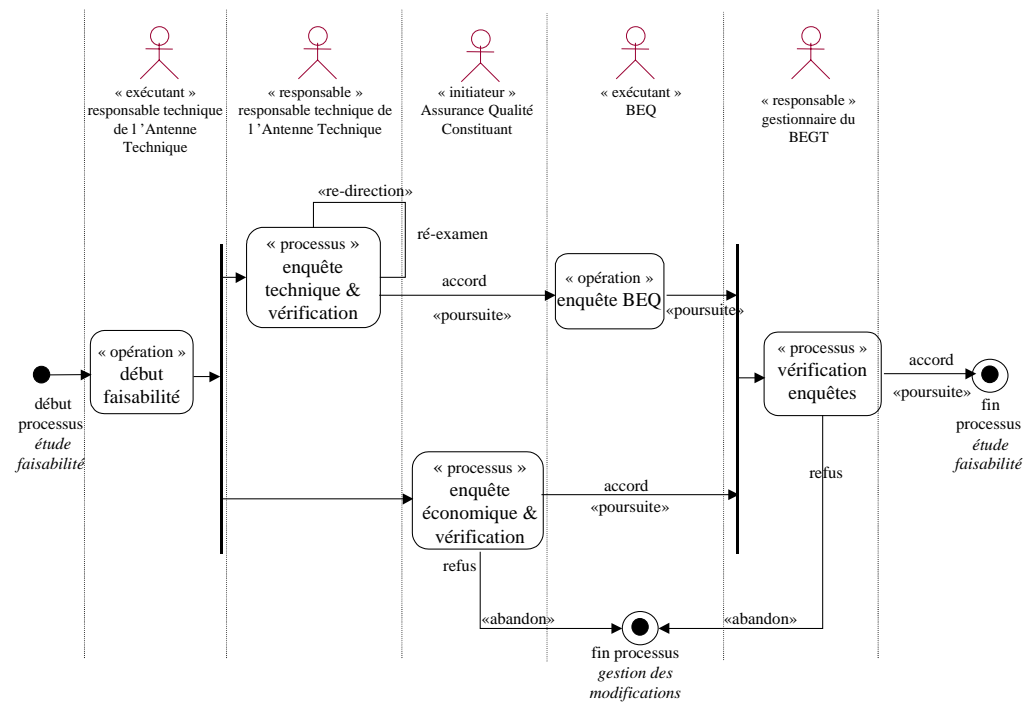 « exécutant »
responsable technique
de l 'Antenne
Technique
« responsable »
responsable technique de
l 'Antenne Technique
« initiateur »
Assurance Qualité
Constituant
« exécutant »
BEQ
« responsable »
gestionnaire du
BEGT
«re-direction»
ré-examen
« processus »
enquête
technique &
vérification
accord
«poursuite»
« opération »
enquête BEQ
«poursuite»
« opération »
début
faisabilité
début
processus
étude
faisabilité
« processus »
vérification
enquêtes
accord
«poursuite»
fin
processus
étude
faisabilité
« processus »
enquête
économique &
vérification
accord
«poursuite»
refus
refus
«abandon»
«abandon»
fin processus
gestion des
modifications